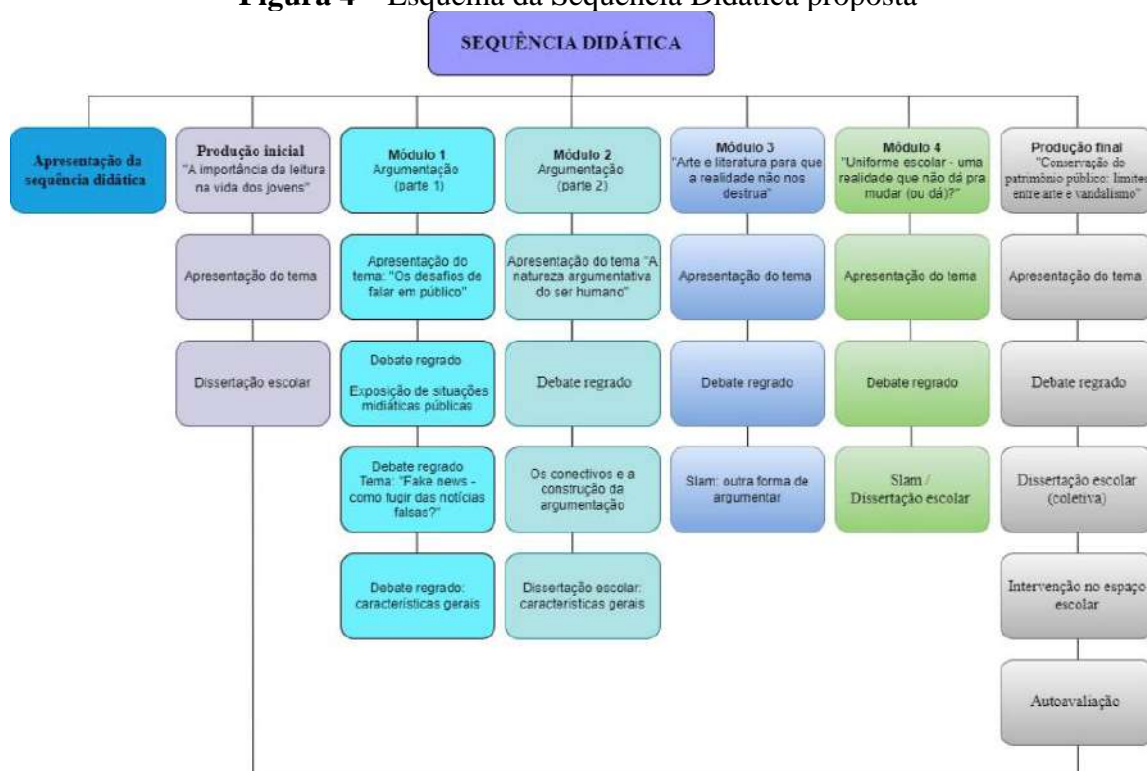 Figura 4 – Esquema da Sequência Didática proposta
SEQUÊNCIA DIDÁTICA
Apresentação da
sequência didática
Produção inicial
"A importância da leitura
na vida dos jovens"
Apresentação do tema
Dissertação escolar
Módulo 1
Argumentação
(parte 1)
Apresentação do
tema: "Os desafios de
falar em público"
Debate regrado
Exposição de situações
midiáticas públicas
Debate regrado
Tema: "Fake news -
como fugir das notícias
falsas?"
Debate regrado:
características gerais
Módulo 2
Argumentação
(parte 2)
Apresentação do tema "A
natureza argumentativa
do ser humano"
Debate regrado
Os conectivos e a
construção da
argumentação
Dissertação escolar:
características gerais
Módulo 3
"Arte e literatura para que
a realidade não nos
destrua"
Apresentação do tema
Debate regrado
Slam: outra forma de
argumentar
Módulo 4
"Uniforme escolar - uma
realidade que não dá pra
mudar (ou dá)?"
Apresentação do tema
Debate regrado
Slam /
Dissertação escolar
Produção final
"Conservação do
patrimônio público: limites
entre arte e vandalismo"
Apresentação do tema
Debate regrado
Dissertação escolar
(coletiva)
Intervenção no espaço
escolar
Autoavaliação